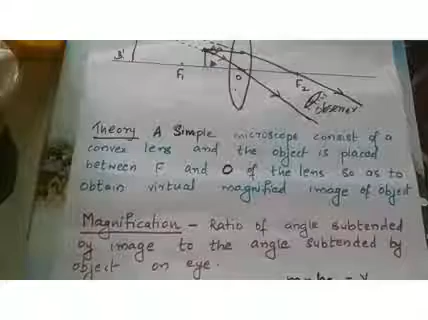 F1
O
F2
Observer
Theory A Simple microscope consist of a
convex lens and the object is placed
between F and O of the lens so as to
obtain virtual magnified image of object
Magnification - Ratio of angle subtended
by image to the angle subtended by
object on eye.